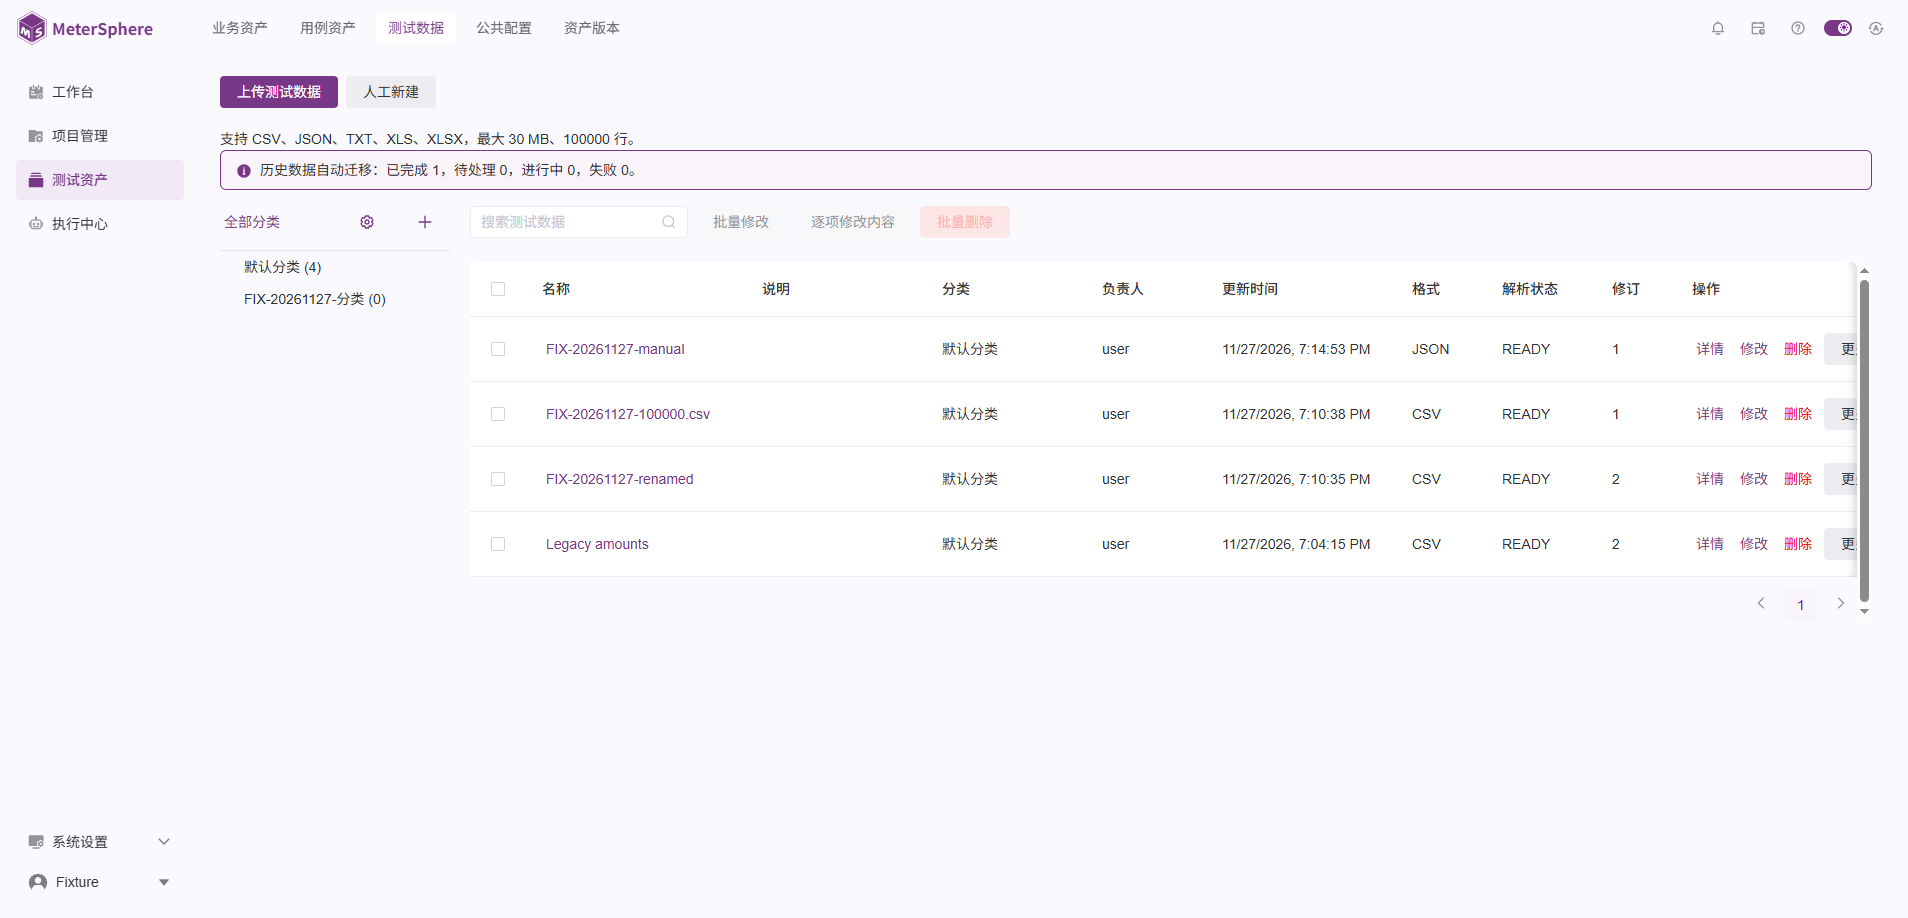 MeterSphere
业务资产 用例资产 测试数据 公共配置 资产版本
工作台
项目管理
测试资产
执行中心
上传测试数据 人工新建
支持 CSV、JSON、TXT、XLS、XLSX，最大 30 MB、100000 行。
历史数据自动迁移：已完成 1，待处理 0，进行中 0，失败 0。
全部分类
默认分类 (4)
FIX-20261127-分类 (0)
搜索测试数据 批量修改 逐项修改内容 批量删除
名称 说明 分类 负责人 更新时间 格式 解析状态 修订 操作
FIX-20261127-manual 默认分类 user 11/27/2026, 7:14:53 PM JSON READY 1 详情 修改 删除
FIX-20261127-100000.csv 默认分类 user 11/27/2026, 7:10:38 PM CSV READY 1 详情 修改 删除
FIX-20261127-renamed 默认分类 user 11/27/2026, 7:10:35 PM CSV READY 2 详情 修改 删除
Legacy amounts 默认分类 user 11/27/2026, 7:04:15 PM CSV READY 2 详情 修改 删除
1
系统设置
Fixture